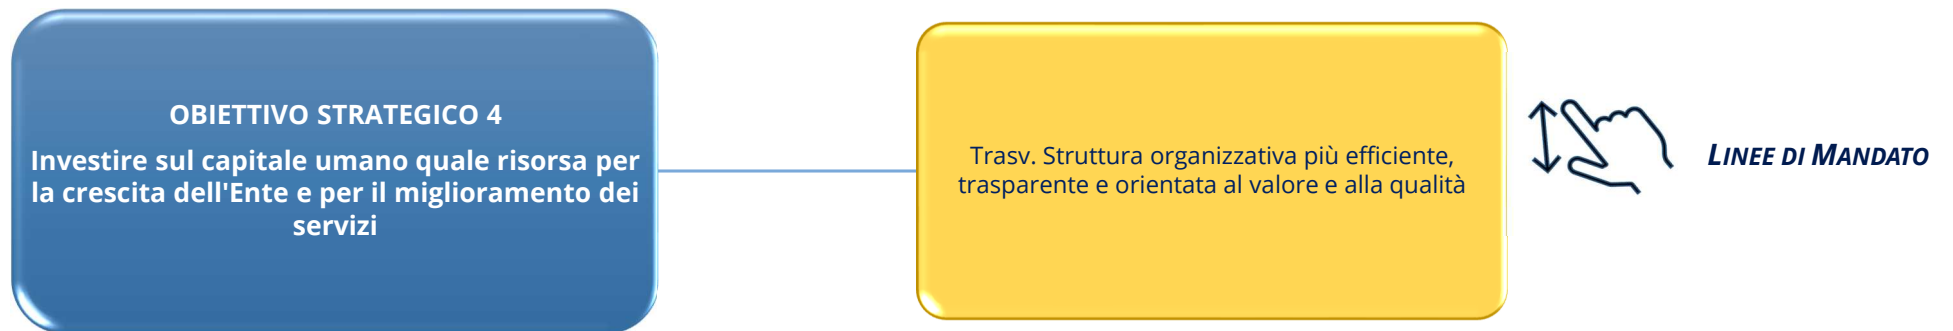 OBIETTIVO STRATEGICO 4
Investire sul capitale umano quale risorsa per
la crescita dell'Ente e per il miglioramento dei
servizi
Trasv. Struttura organizzativa più efficiente,
trasparente e orientata al valore e alla qualità
LINEE DI MANDATO